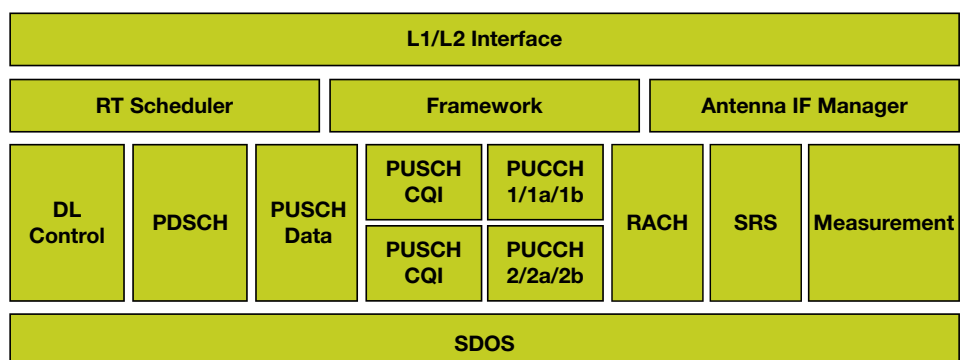 L1/L2 Interface
RT Scheduler
Framework
Antenna IF Manager
DL
Control
PDSCH
PUSCH
Data
PUSCH
CQI
PUSCH
CQI
PUCCH
1/1a/1b
PUCCH
2/2a/2b
RACH
SRS
Measurement
SDOS